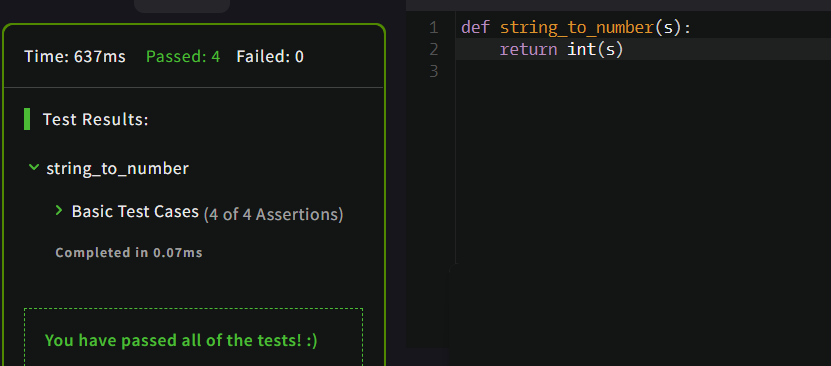 Time: 637ms Passed: 4 Failed: 0
Test Results:
string_to_number
Basic Test Cases (4 of 4 Assertions)
Completed in 0.07ms
You have passed all of the tests! :)
1 def string_to_number(s):
2 return int(s)
3